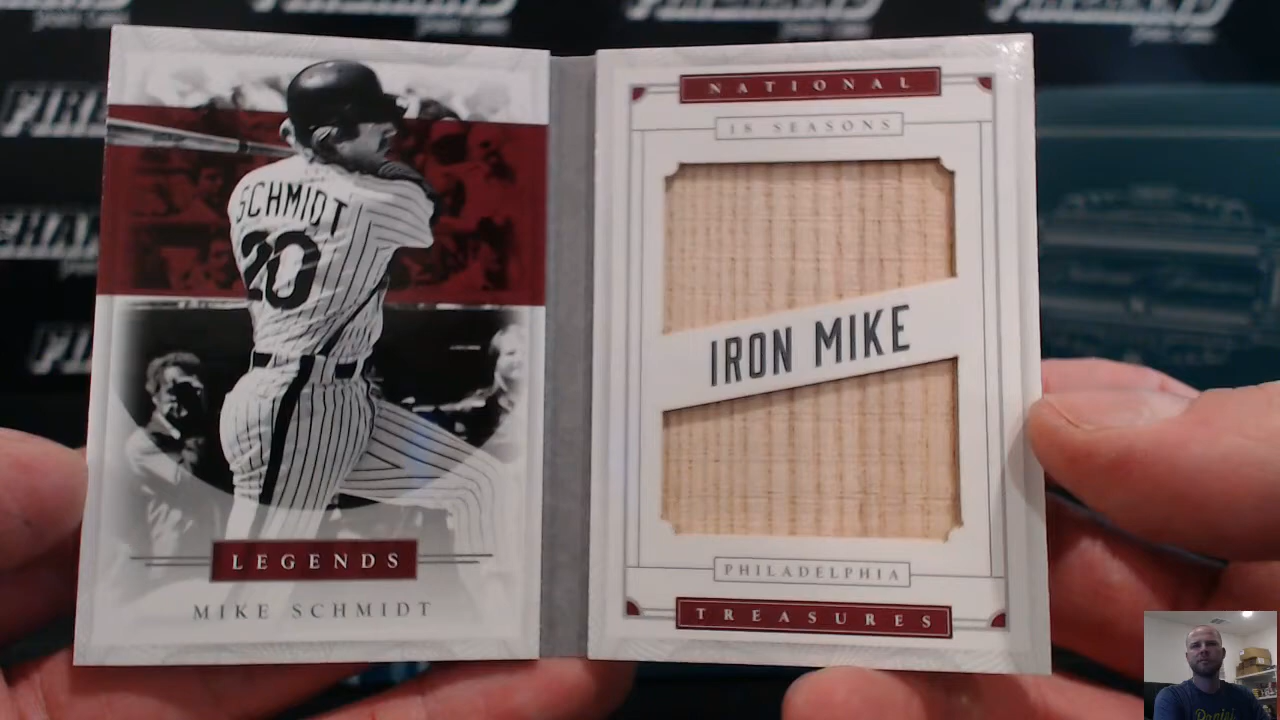 SCHMIDT
20
LEGENDS
MIKE SCHMIDT
NATIONAL
18 SEASONS
IRON MIKE
PHILADELPHIA
TREASURES